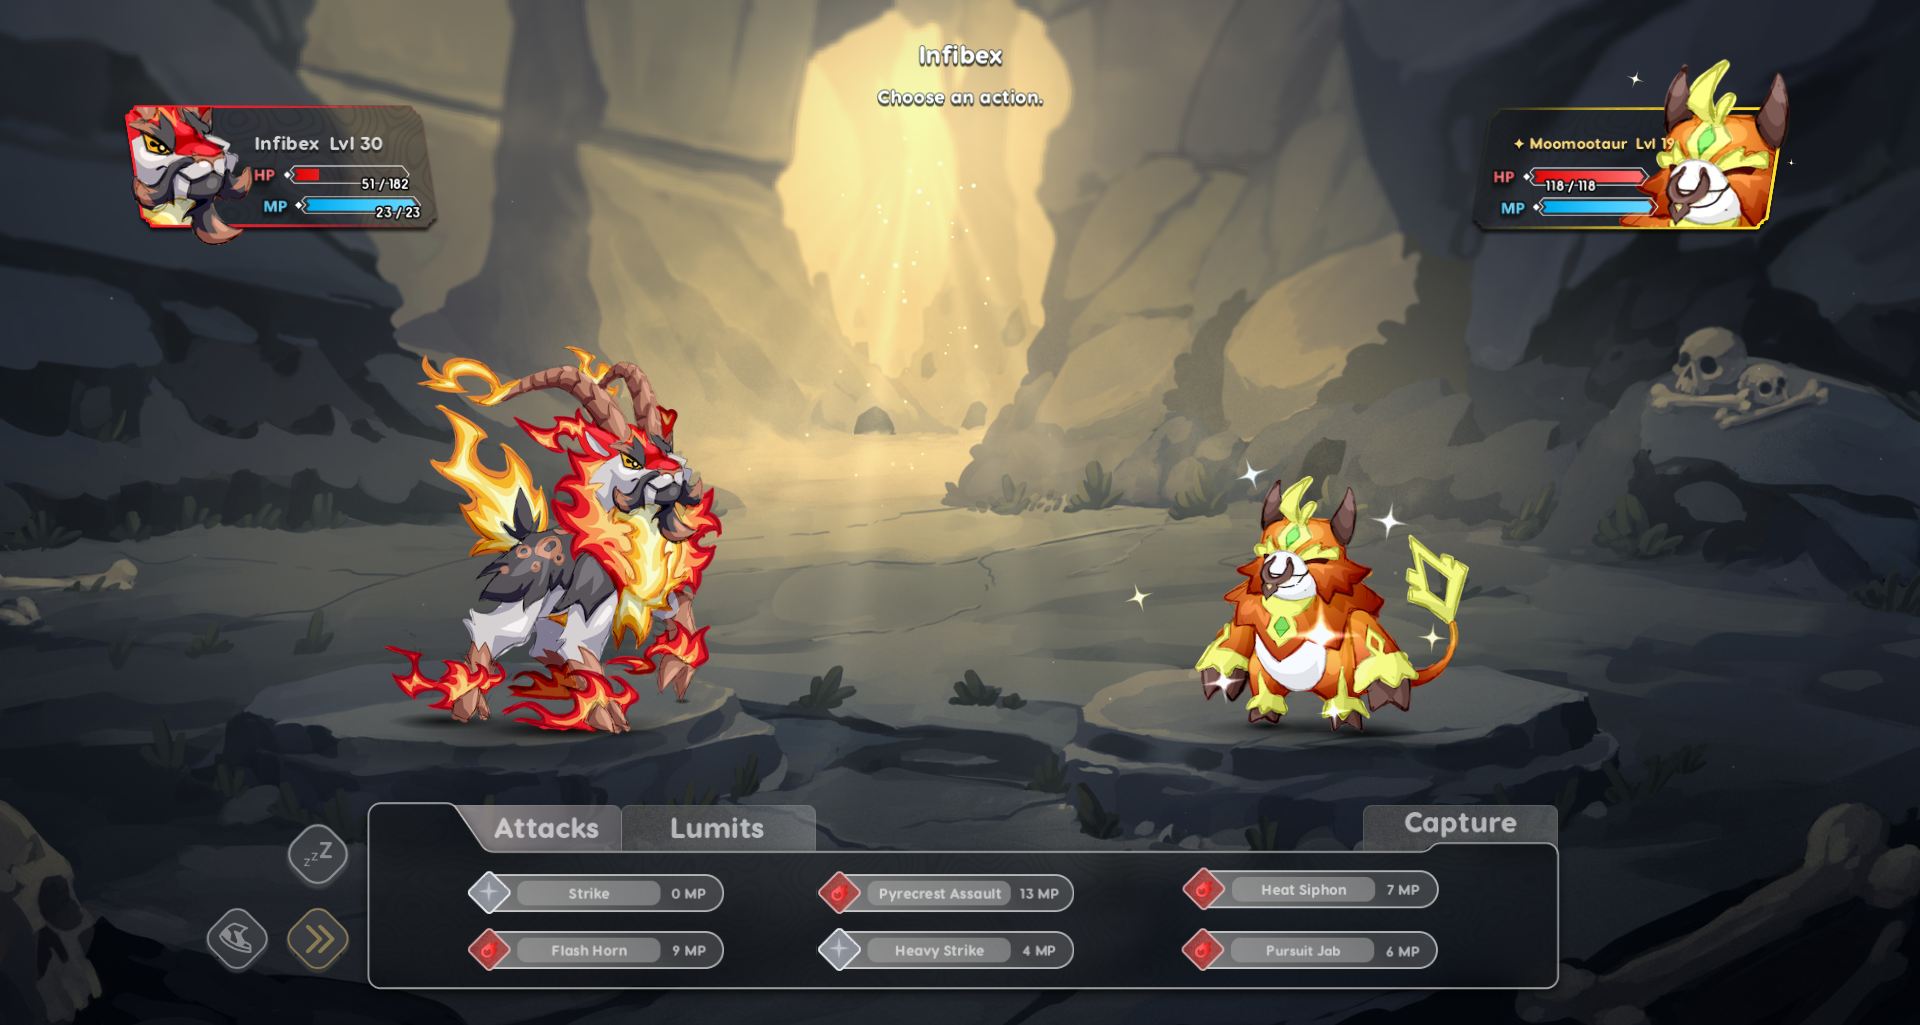 Infibex
Choose an action.
Infibex Lvl 30
HP
51/182
MP
23/23
Moomootaur Lvl 19
HP
118/118
MP
Attacks
Lumits
Capture
zzZ
Strike 0 MP
Pyrecrest Assault 13 MP
Heat Siphon 7 MP
Flash Horn 9 MP
Heavy Strike 4 MP
Pursuit Jab 6 MP